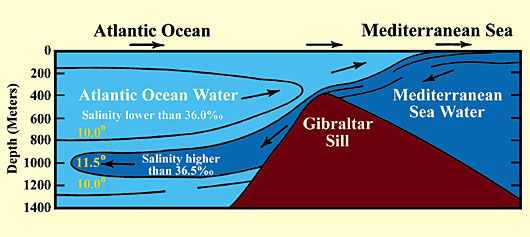 Atlantic Ocean
Mediterranean Sea
Depth (Meters)
0
200
400
600
800
1000
1200
1400
Atlantic Ocean Water
Salinity lower than 36.0‰
10.0°
11.5°
10.0°
Salinity higher
than 36.5‰
Gibraltar
Sill
Mediterranean
Sea Water